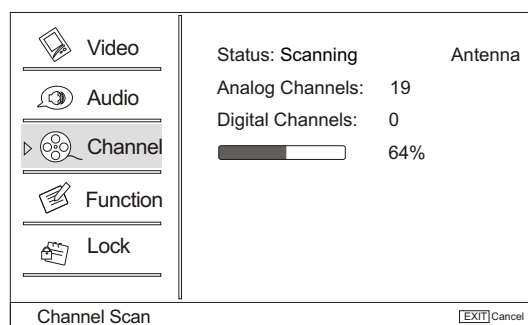 Video
Audio
Channel
Function
Lock
Status: Scanning Antenna
Analog Channels: 19
Digital Channels: 0
64%
Channel Scan
EXIT Cancel